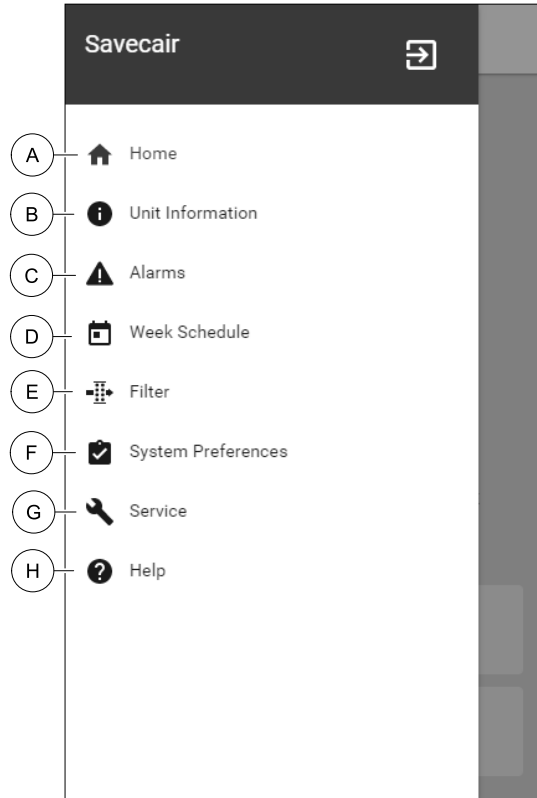 Savecair
A Home
B Unit Information
C Alarms
D Week Schedule
E Filter
F System Preferences
G Service
H Help